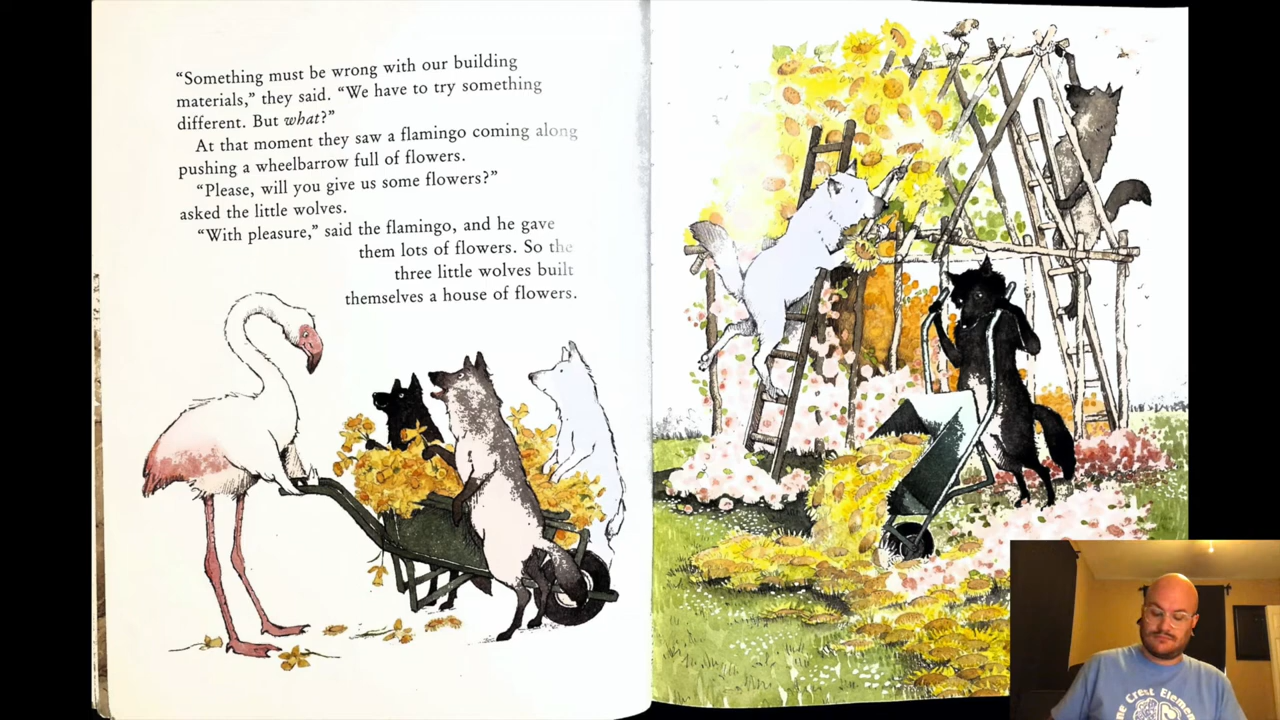 “Something must be wrong with our building
materials,” they said. “We have to try something
different. But what?”
At that moment they saw a flamingo coming along
pushing a wheelbarrow full of flowers.
“Please, will you give us some flowers?”
asked the little wolves.
“With pleasure,” said the flamingo, and he gave
them lots of flowers. So the
three little wolves built
themselves a house of flowers.
Crest Elemen